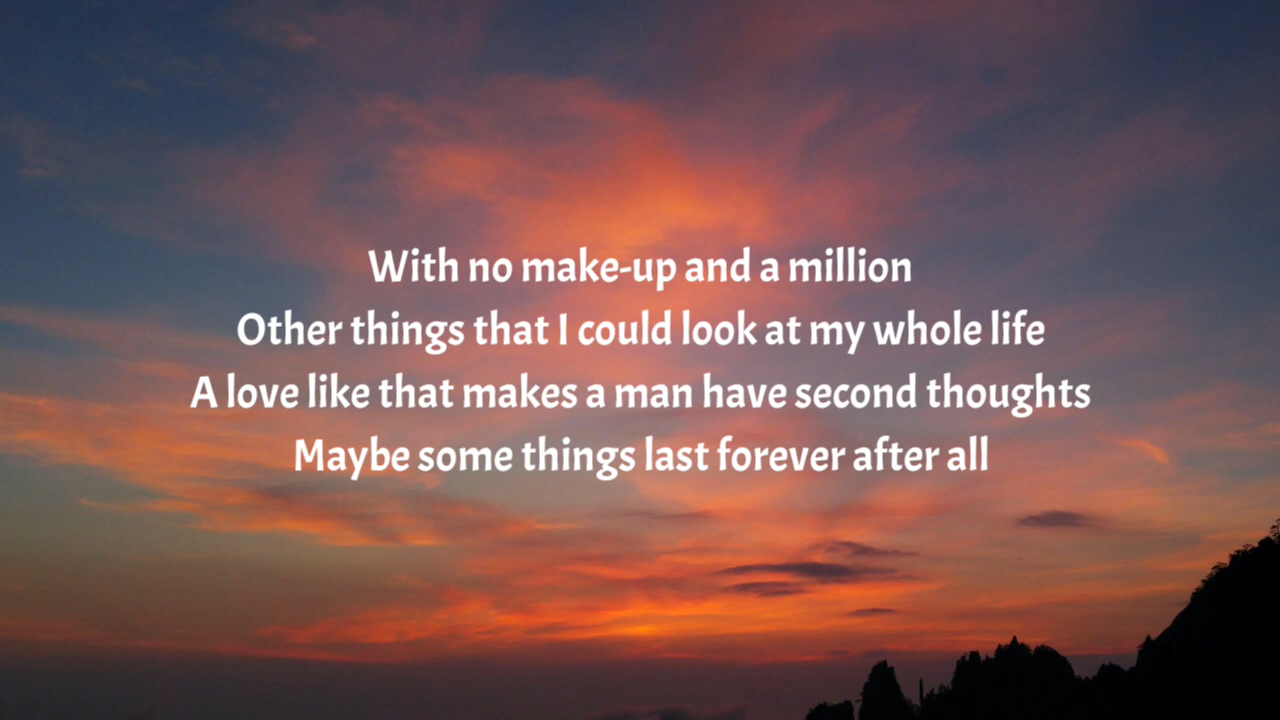 With no make-up and a million
Other things that I could look at my whole life
A love like that makes a man have second thoughts
Maybe some things last forever after all